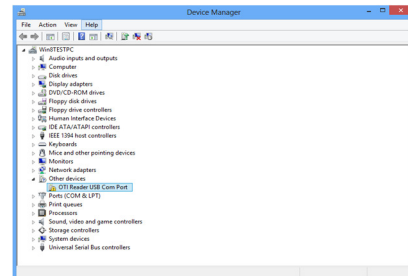 Device Manager
File Action View Help
Win8TESTPC
Audio inputs and outputs
Computer
Disk drives
Display adapters
DVD/CD-ROM drives
Floppy disk drives
Floppy drive controllers
Human Interface Devices
IDE ATA/ATAPI controllers
IEEE 1394 host controllers
Keyboards
Mice and other pointing devices
Monitors
Network adapters
Other devices
OTI Reader USB Com Port
Ports (COM & LPT)
Print queues
Processors
Sound, video and game controllers
Storage controllers
System devices
Universal Serial Bus controllers